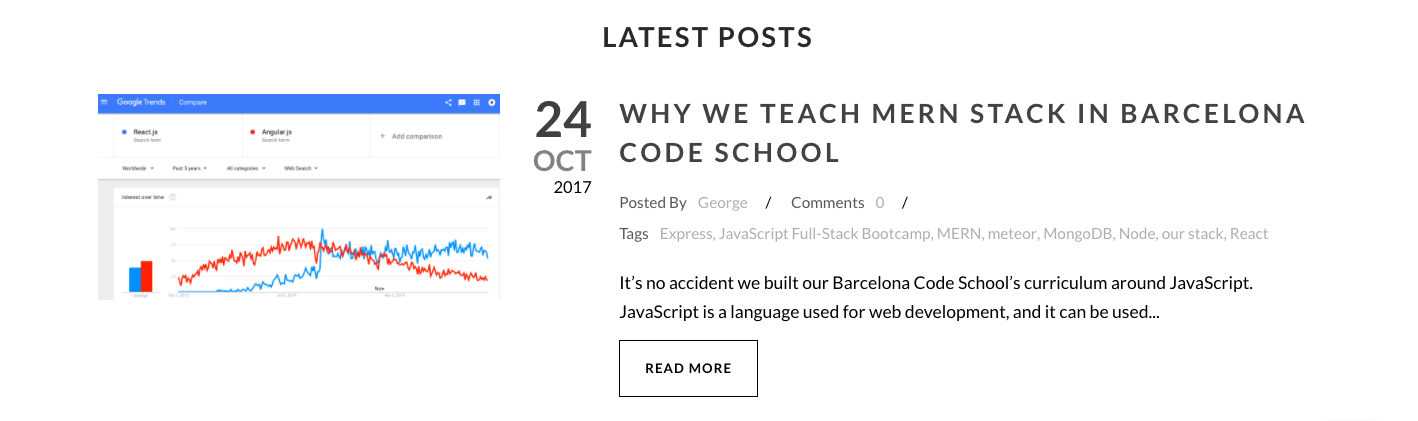 LATEST POSTS
Google Trends Compare
React.js
Search term
Angular.js
Search term
+ Add comparison
Worldwide
Past 5 years
All categories
Web Search
Interest over time
100
75
50
25
Note
Average
24
OCT
2017
WHY WE TEACH MERN STACK IN BARCELONA
CODE SCHOOL
Posted By George / Comments 0 /
Tags Express, JavaScript Full-Stack Bootcamp, MERN, meteor, MongoDB, Node, our stack, React
It’s no accident we built our Barcelona Code School’s curriculum around JavaScript.
JavaScript is a language used for web development, and it can be used...
READ MORE